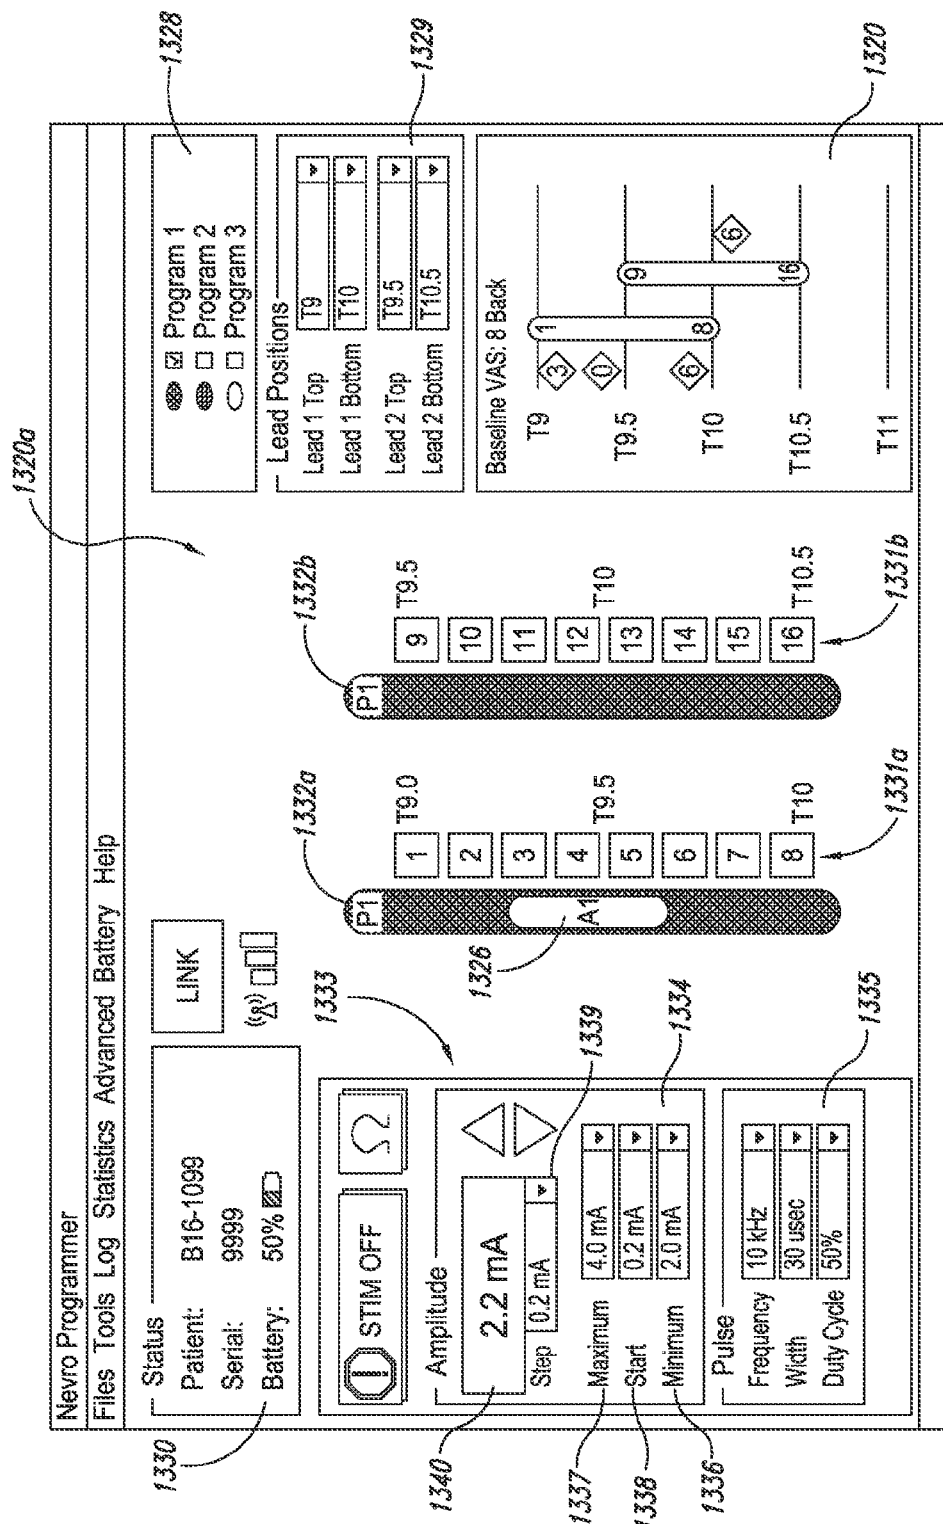 1320a
Nevro Programmer
Files Tools Log Statistics Advanced Battery Help
Status
Patient: B16-1099
Serial: 9999
Battery: 50%
1330
LINK
STIM OFF
Ω
1333
Amplitude
2.2 mA
1340
Step 0.2 mA
1339
Maximum 4.0 mA
1337
Start 0.2 mA
1338
Minimum 2.0 mA
1336
1334
Pulse
Frequency 10 kHz
Width 30 usec
Duty Cycle 50%
1335
1332a
P1
A1
1326
1 T9.0
2
3
4
T9.5
5
6
7
8 T10
1331a
1332b
P1
9 T9.5
10
11
12
T10
13
14
15
16 T10.5
1331b
Program 1
Program 2
Program 3
1328
Lead Positions
Lead 1 Top T9
Lead 1 Bottom T10
Lead 2 Top T9.5
Lead 2 Bottom T10.5
1329
Baseline VAS: 8 Back
T9
3 1
0
T9.5
9
T10
6 8
6
T10.5
16
T11
1320